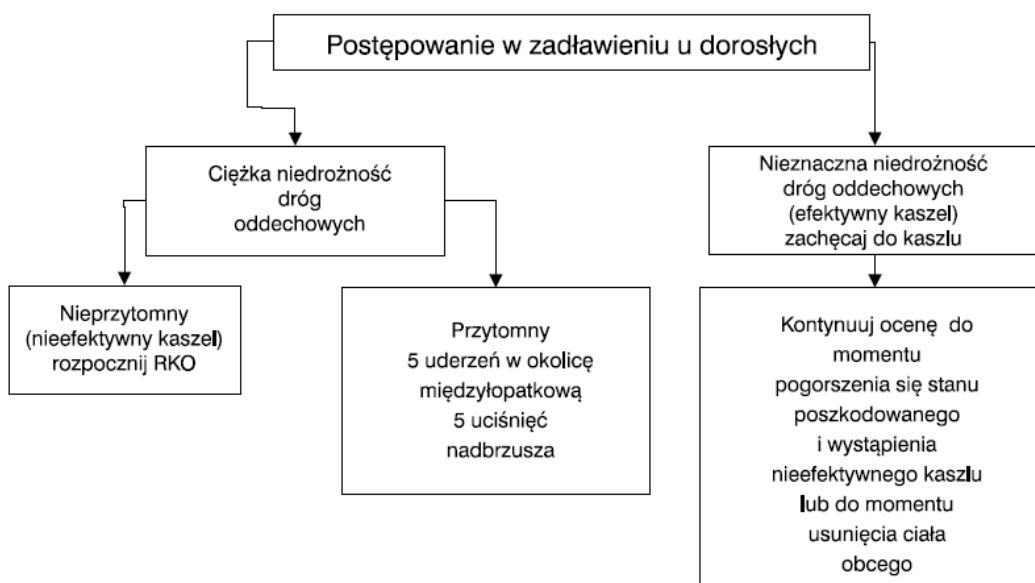 Postępowanie w zadławieniu u dorosłych
Ciężka niedrożność
dróg
oddechowych
Nieprzytomny
(nieefektywny kaszel)
rozpocznij RKO
Przytomny
5 uderzeń w okolicę
międzyłopatkową
5 uciśnięć
nadbrzusza
Nieznaczna niedrożność
dróg oddechowych
(efektywny kaszel)
zachęcaj do kaszlu
Kontynuuj ocenę do
momentu
pogorszenia się stanu
poszkodowanego
i wystąpienia
nieefektywnego kaszlu
lub do momentu
usunięcia ciała
obcego